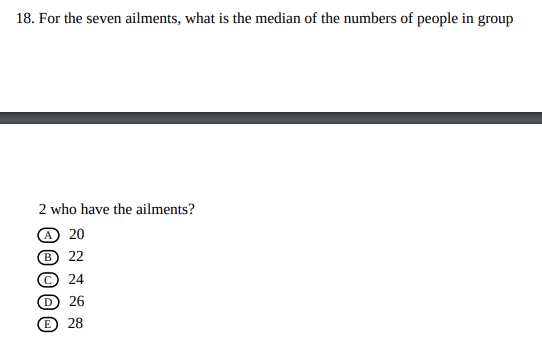 18. For the seven ailments, what is the median of the numbers of people in group
2 who have the ailments?
A 20
B 22
C 24
D 26
E 28